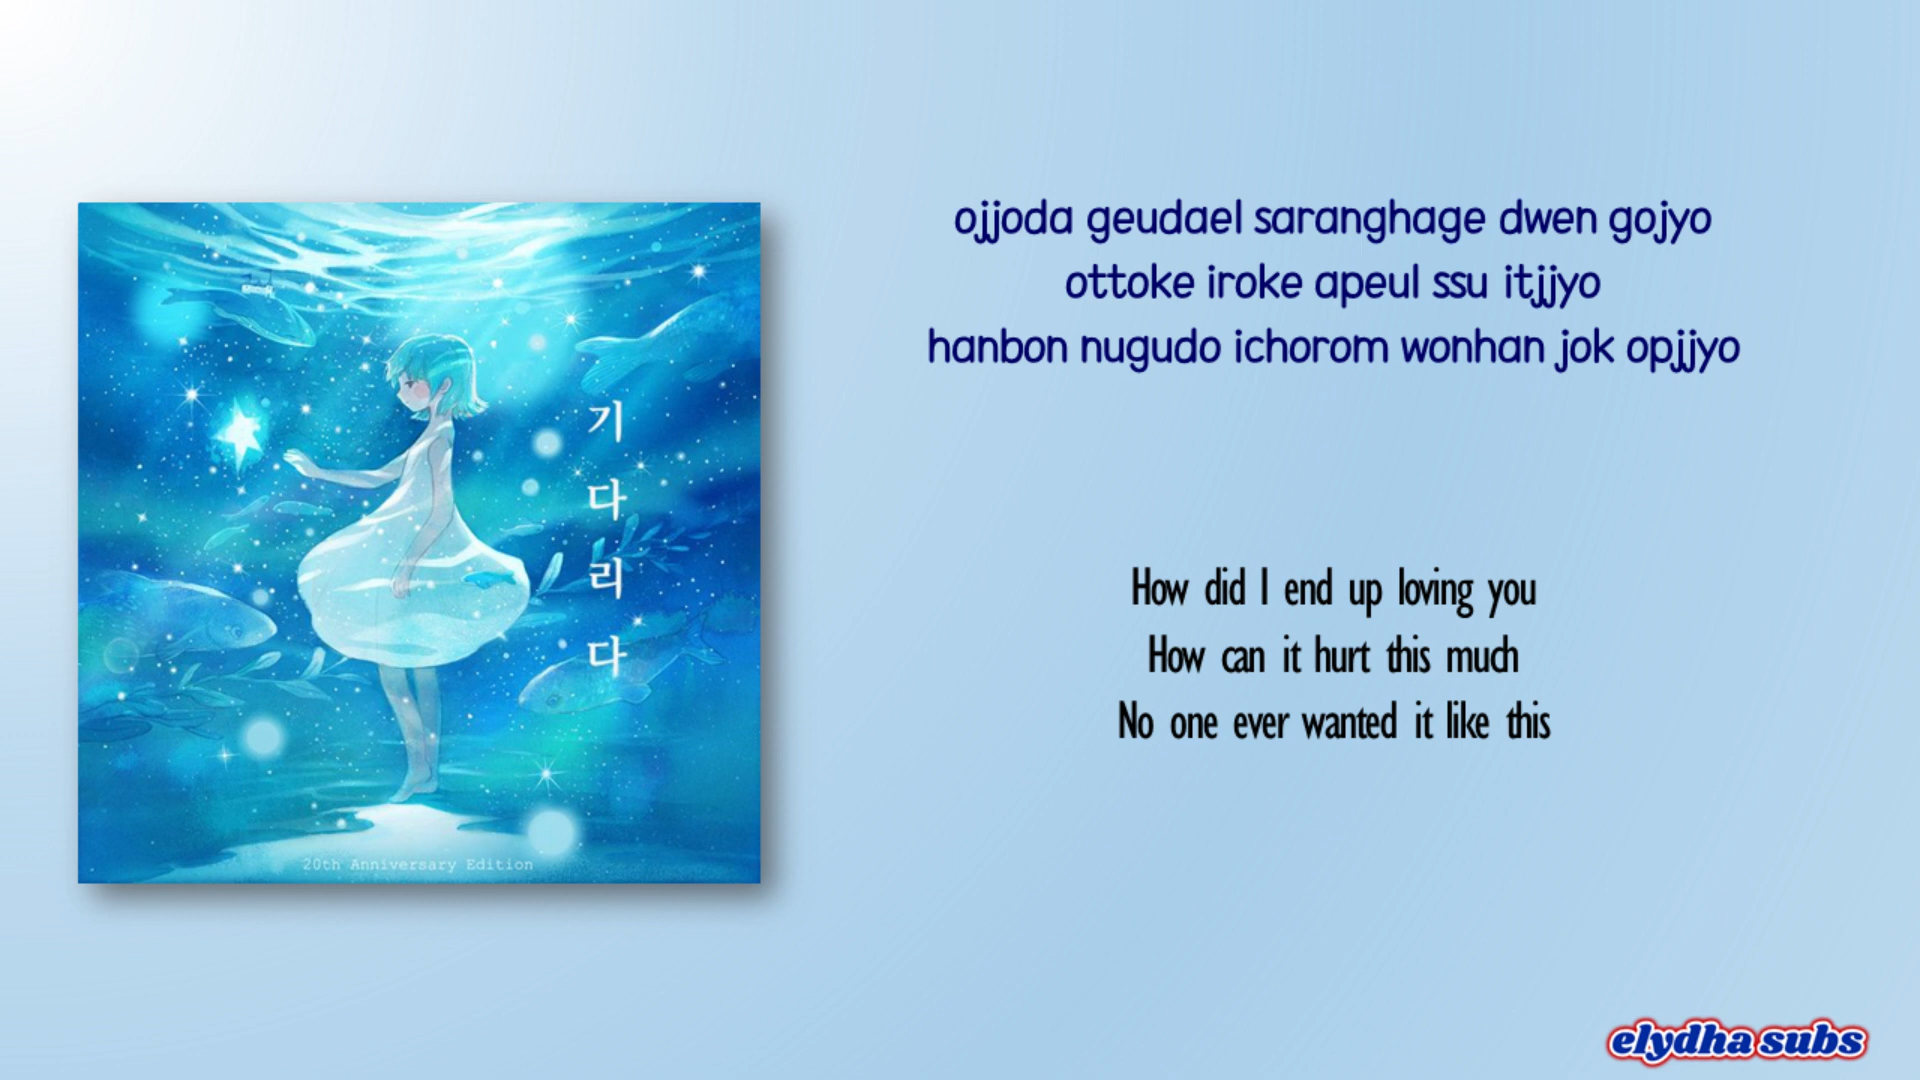 기다리다
20th Anniversary Edition
ojjoda geudael saranghage dwen gojyo
ottoke iroke apeul ssu itjjyo
hanbon nugudo ichorom wonhan jok opjjyo
How did I end up loving you
How can it hurt this much
No one ever wanted it like this
elydha subs